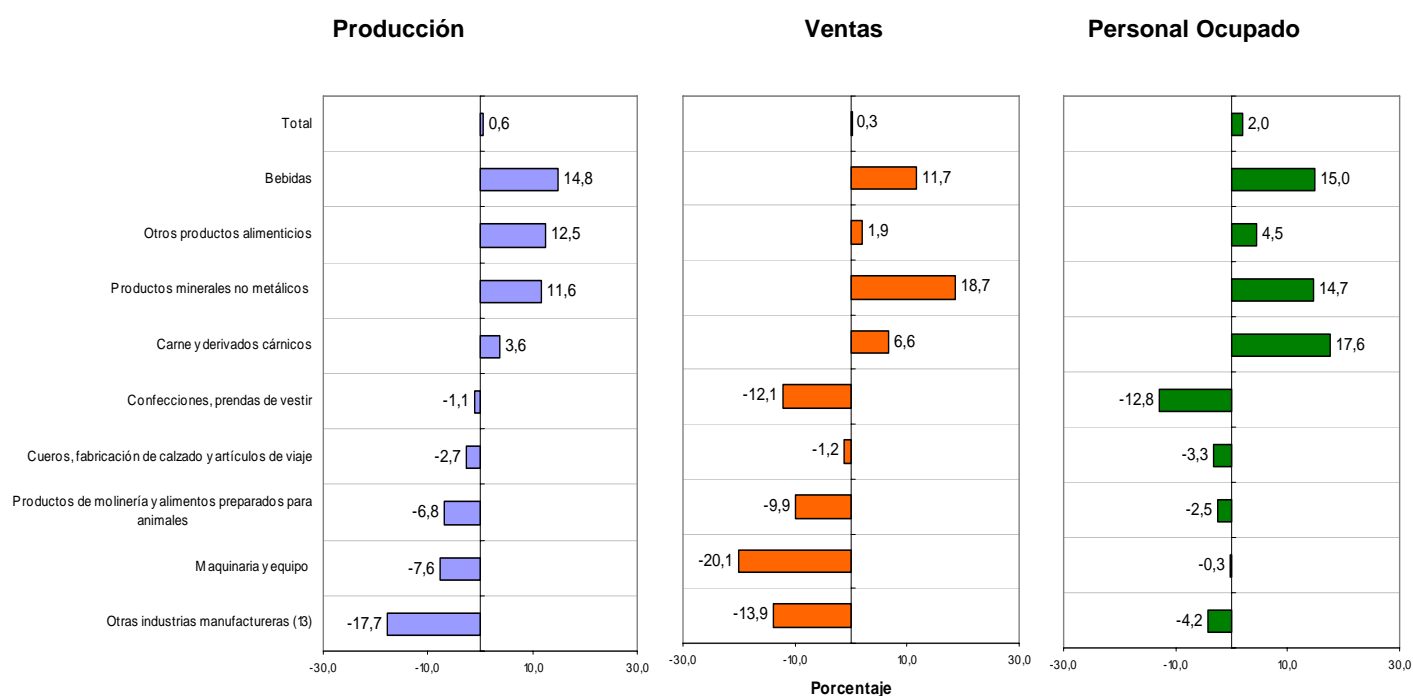 Producción Ventas Personal Ocupado
Total 0,6 0,3 2,0
Bebidas 14,8 11,7 15,0
Otros productos alimenticios 12,5 1,9 4,5
Productos minerales no metálicos 11,6 18,7 14,7
Carne y derivados cárnicos 3,6 6,6 17,6
Confecciones, prendas de vestir -1,1 -12,1 -12,8
Cueros, fabricación de calzado y artículos de viaje -2,7 -1,2 -3,3
Productos de molinería y alimentos preparados para
animales -6,8 -9,9 -2,5
Maquinaria y equipo -7,6 -20,1 -0,3
Otras industrias manufactureras (13) -17,7 -13,9 -4,2
-30,0 -10,0 10,0 30,0 -30,0 -10,0 10,0 30,0 -30,0 -10,0 10,0 30,0
Porcentaje